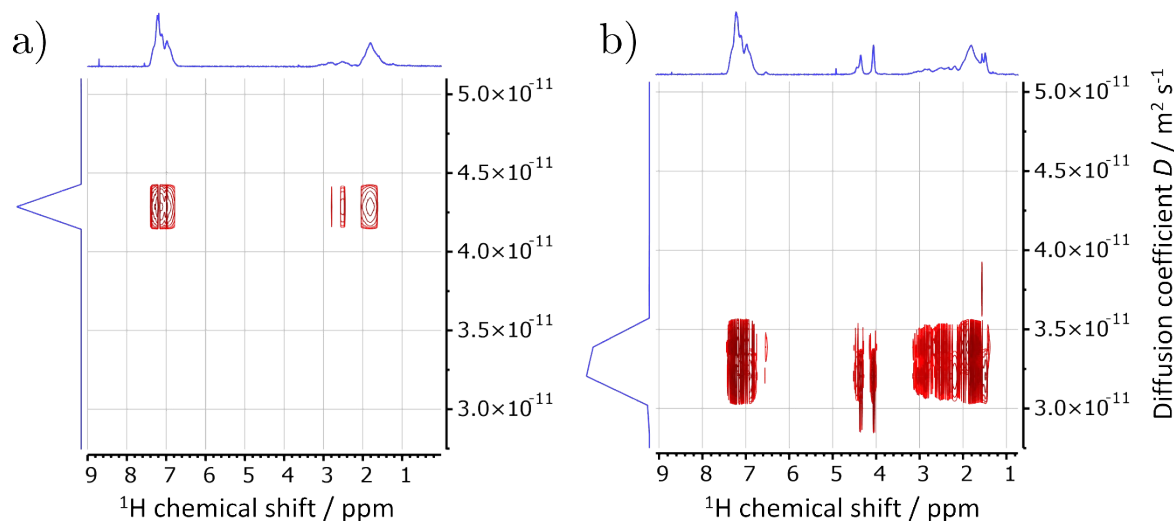 a)
5.0×10⁻¹¹
4.5×10⁻¹¹
4.0×10⁻¹¹
3.5×10⁻¹¹
3.0×10⁻¹¹
9 8 7 6 5 4 3 2 1
¹H chemical shift / ppm
b)
5.0×10⁻¹¹
4.5×10⁻¹¹
4.0×10⁻¹¹
3.5×10⁻¹¹
3.0×10⁻¹¹
9 8 7 6 5 4 3 2 1
¹H chemical shift / ppm
Diffusion coefficient D / m² s⁻¹